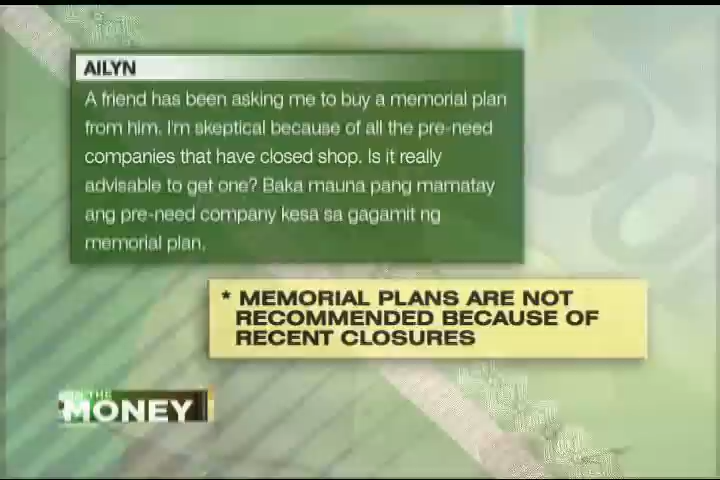 AILYN
A friend has been asking me to buy a memorial plan
from him. I'm skeptical because of all the pre-need
companies that have closed shop. Is it really
advisable to get one? Baka mauna pang mamatay
ang pre-need company kesa sa gagamit ng
memorial plan.
* MEMORIAL PLANS ARE NOT
RECOMMENDED BECAUSE OF
RECENT CLOSURES
THE
MONEY